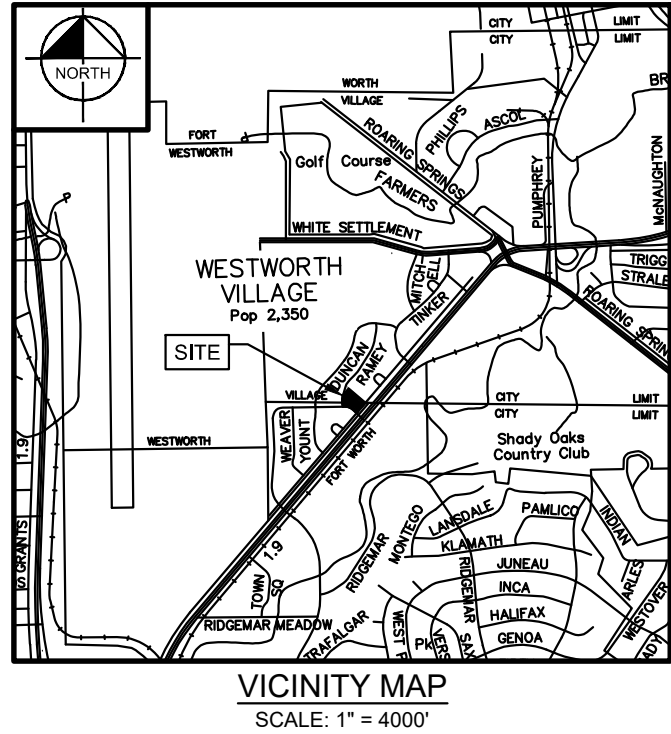 NORTH
CITY LIMIT
CITY LIMIT
WORTH
VILLAGE
FORT
WESTWORTH
PHILLIPS
ASCOL
BR
ROARING SPRINGS
Golf Course
FARMERS
PUMPHREY
McNAUGHTON
WHITE SETTLEMENT
WESTWORTH
VILLAGE
Pop 2,350
MITCH-
ELL
TINKER
TRIGG
STRALE
ROARING SPRIN
SITE
DUNCAN
RAMEY
VILLAGE
CITY LIMIT
CITY LIMIT
WESTWORTH
WEAVER
YOUNT
FORT WORTH
Shady Oaks
Country Club
1.9
S GRANTS
1.9
TOWN
SQ
RIDGEMAR
MONTEGO
LANSDALE
PAMLICO
INDIAN
KLAMATH
JUNEAU
RIDGEMAR
INCA
ARLES
HALIFAX
WESTOVER
RIDGEMAR MEADOW
TRAFALGAR
WEST P
Pk
VERS
SAX
GENOA
ADY
VICINITY MAP
SCALE: 1" = 4000'